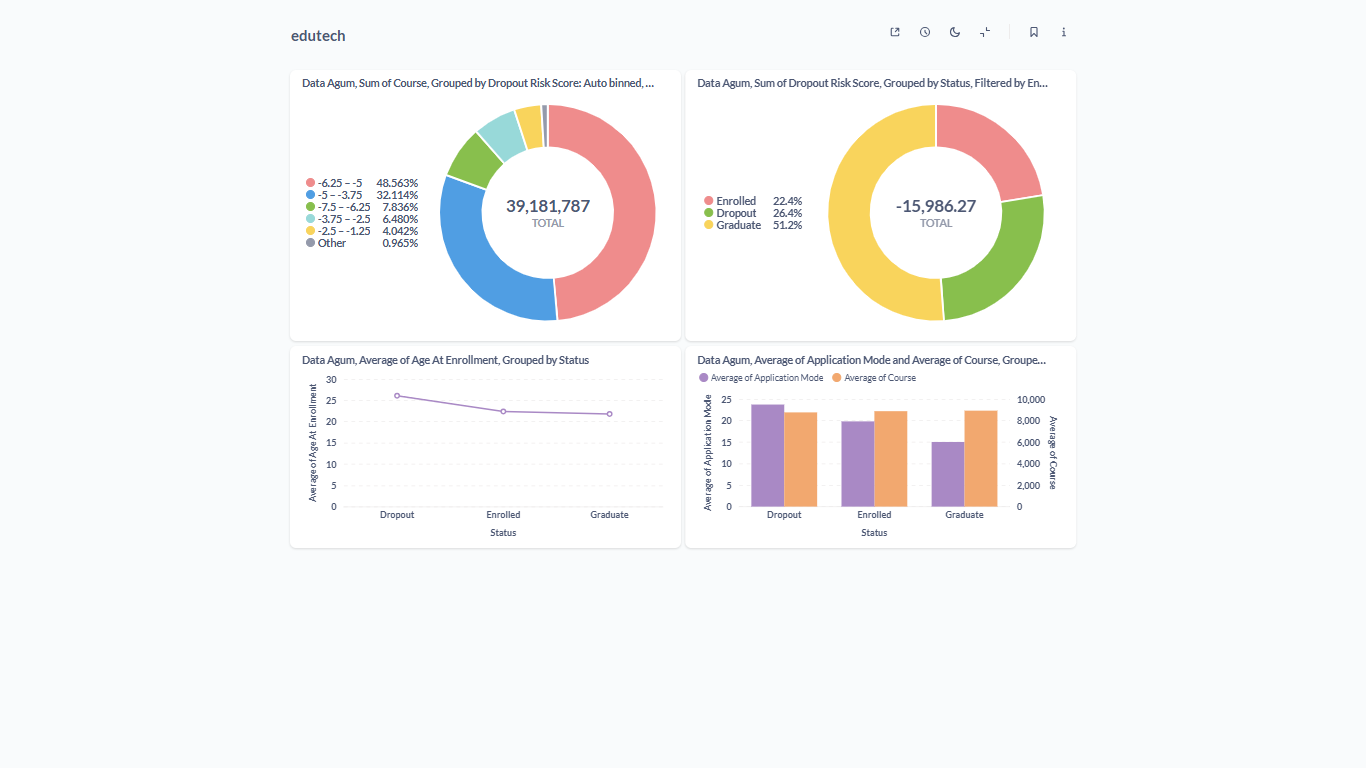 edutech
Data Agum, Sum of Course, Grouped by Dropout Risk Score: Auto binned, ...
-6.25 – -5 48.563%
-5 – -3.75 32.114%
-7.5 – -6.25 7.836%
-3.75 – -2.5 6.480%
-2.5 – -1.25 4.042%
Other 0.965%
39,181,787
TOTAL
Data Agum, Sum of Dropout Risk Score, Grouped by Status, Filtered by En...
Enrolled 22.4%
Dropout 26.4%
Graduate 51.2%
-15,986.27
TOTAL
Data Agum, Average of Age At Enrollment, Grouped by Status
Average of Age At Enrollment
30
25
20
15
10
5
0
Dropout Enrolled Graduate
Status
Data Agum, Average of Application Mode and Average of Course, Groupe...
Average of Application Mode Average of Course
Average of Application Mode
25
20
15
10
5
0
10,000
8,000
6,000
4,000
2,000
0
Average of Course
Dropout Enrolled Graduate
Status